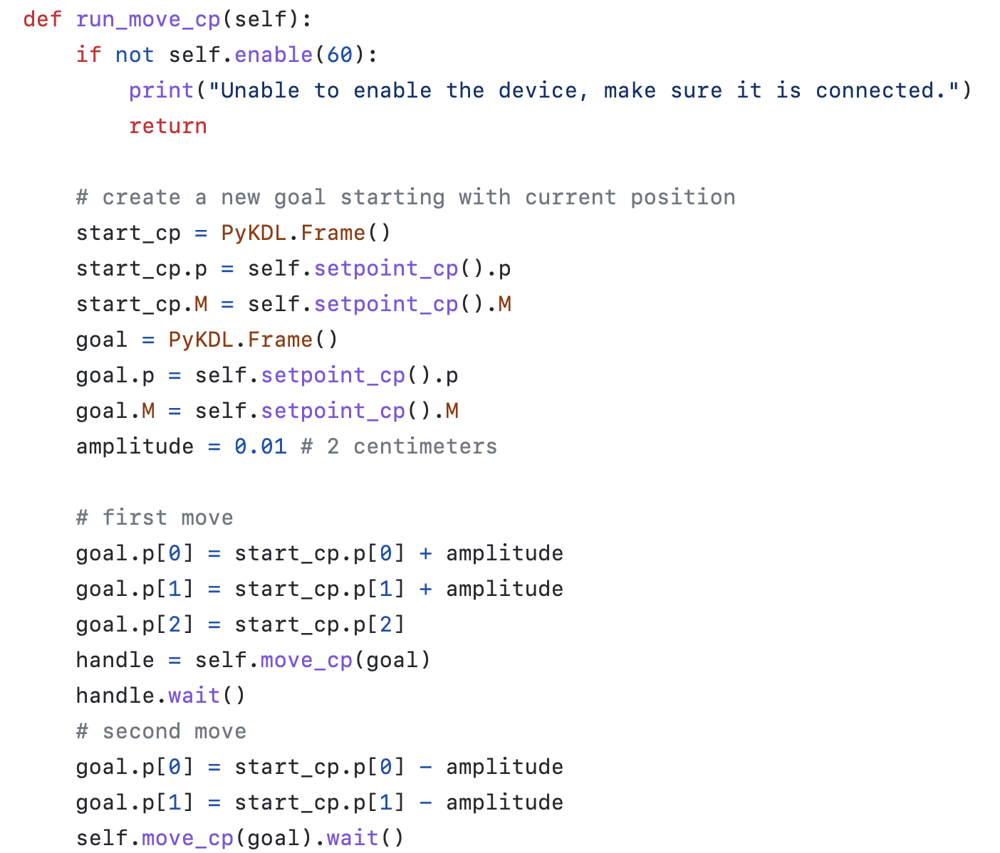 def run_move_cp(self):
    if not self.enable(60):
        print("Unable to enable the device, make sure it is connected.")
        return

    # create a new goal starting with current position
    start_cp = PyKDL.Frame()
    start_cp.p = self.setpoint_cp().p
    start_cp.M = self.setpoint_cp().M
    goal = PyKDL.Frame()
    goal.p = self.setpoint_cp().p
    goal.M = self.setpoint_cp().M
    amplitude = 0.01 # 2 centimeters

    # first move
    goal.p[0] = start_cp.p[0] + amplitude
    goal.p[1] = start_cp.p[1] + amplitude
    goal.p[2] = start_cp.p[2]
    handle = self.move_cp(goal)
    handle.wait()
    # second move
    goal.p[0] = start_cp.p[0] - amplitude
    goal.p[1] = start_cp.p[1] - amplitude
    self.move_cp(goal).wait()